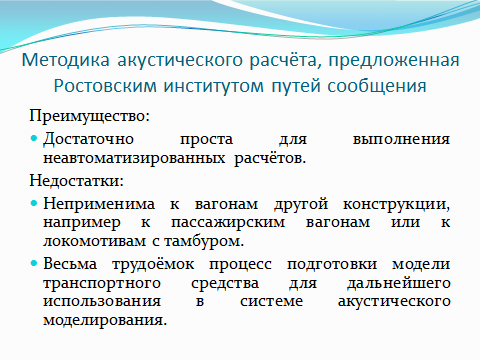 Методика акустического расчёта, предложенная
Ростовским институтом путей сообщения
Преимущество:
Достаточно проста для выполнения
неавтоматизированных расчётов.
Недостатки:
Неприменима к вагонам другой конструкции,
например к пассажирским вагонам или к
локомотивам с тамбуром.
Весьма трудоёмок процесс подготовки модели
транспортного средства для дальнейшего
использования в системе акустического
моделирования.